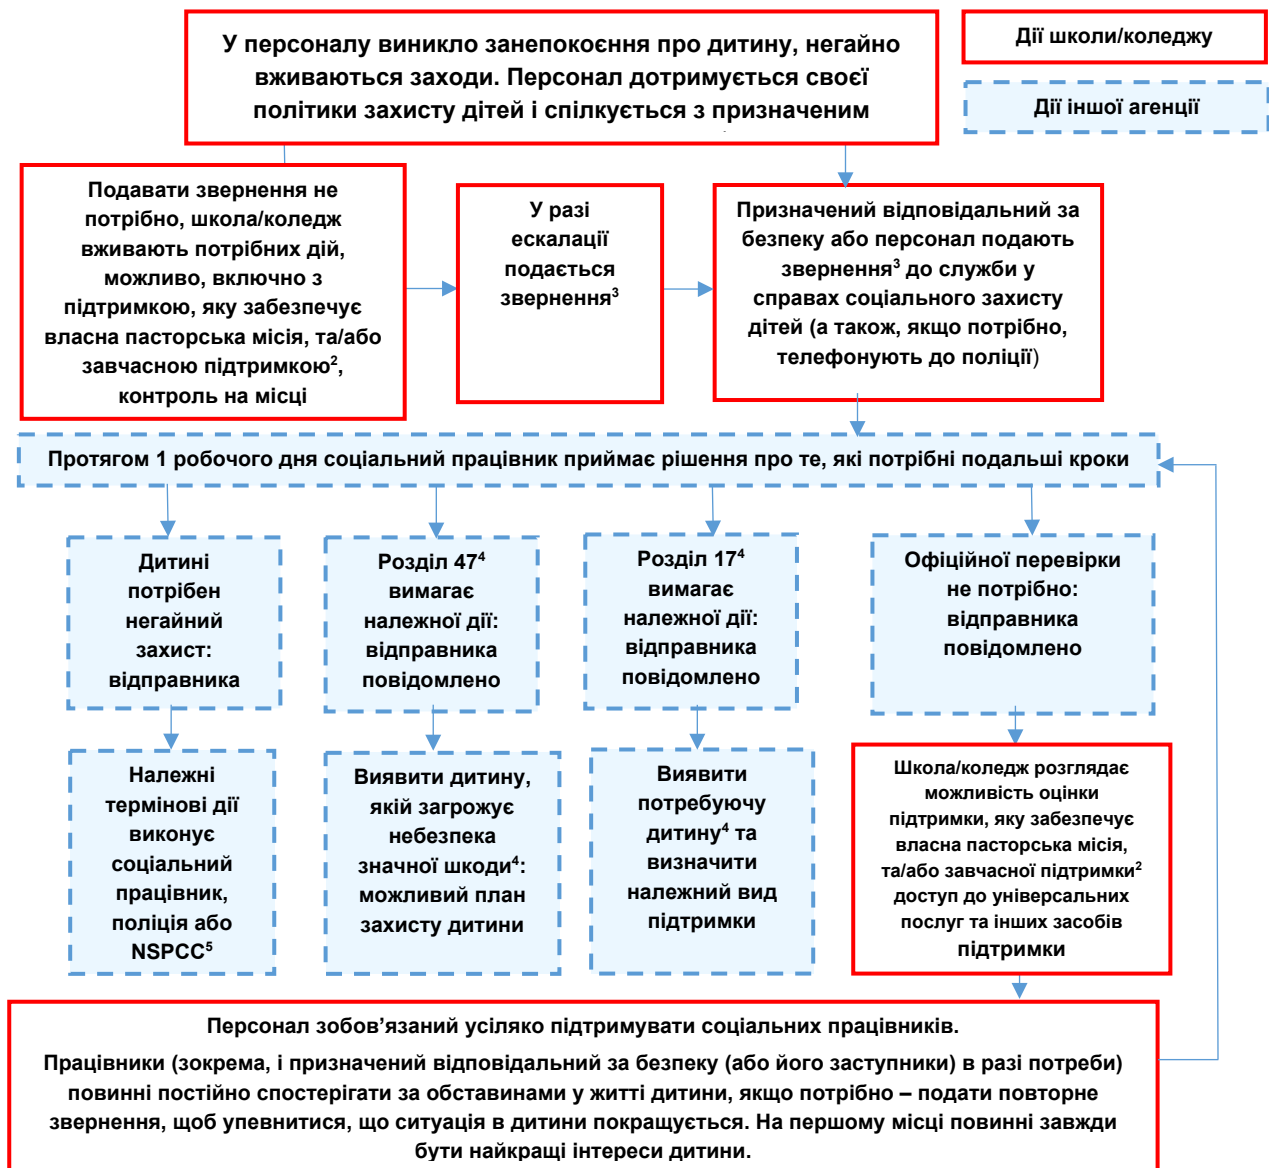 У персоналу виникло занепокоєння про дитину, негайно
вживаються заходи. Персонал дотримується своєї
політики захисту дітей і спілкується з призначеним
Дії школи/коледжу
Дії іншої агенції
Подавати звернення не
потрібно, школа/коледж
вживають потрібних дій,
можливо, включно з
підтримкою, яку забезпечує
власна пасторська місія, та/або
завчасною підтримкою²,
контроль на місці
У разі
ескалації
подається
звернення³
Призначений відповідальний за
безпеку або персонал подають
звернення³ до служби у
справах соціального захисту
дітей (а також, якщо потрібно,
телефонують до поліції)
Протягом 1 робочого дня соціальний працівник приймає рішення про те, які потрібні подальші кроки
Дитині
потрібен
негайний
захист:
відправника
Розділ 47⁴
вимагає
належної дії:
відправника
повідомлено
Розділ 17⁴
вимагає
належної дії:
відправника
повідомлено
Офіційної перевірки
не потрібно:
відправника
повідомлено
Належні
термінові дії
виконує
соціальний
працівник,
поліція або
NSPCC⁵
Виявити дитину,
якій загрожує
небезпека
значної шкоди⁴:
можливий план
захисту дитини
Виявити
потребуючу
дитину⁴ та
визначити
належний вид
підтримки
Школа/коледж розглядає
можливість оцінки
підтримки, яку забезпечує
власна пасторська місія,
та/або завчасної підтримки²
доступ до універсальних
послуг та інших засобів
підтримки
Персонал зобов’язаний усіляко підтримувати соціальних працівників.
Працівники (зокрема, і призначений відповідальний за безпеку (або його заступники) в разі потреби)
повинні постійно спостерігати за обставинами у житті дитини, якщо потрібно – подати повторне
звернення, щоб упевнитися, що ситуація в дитини покращується. На першому місці повинні завжди
бути найкращі інтереси дитини.